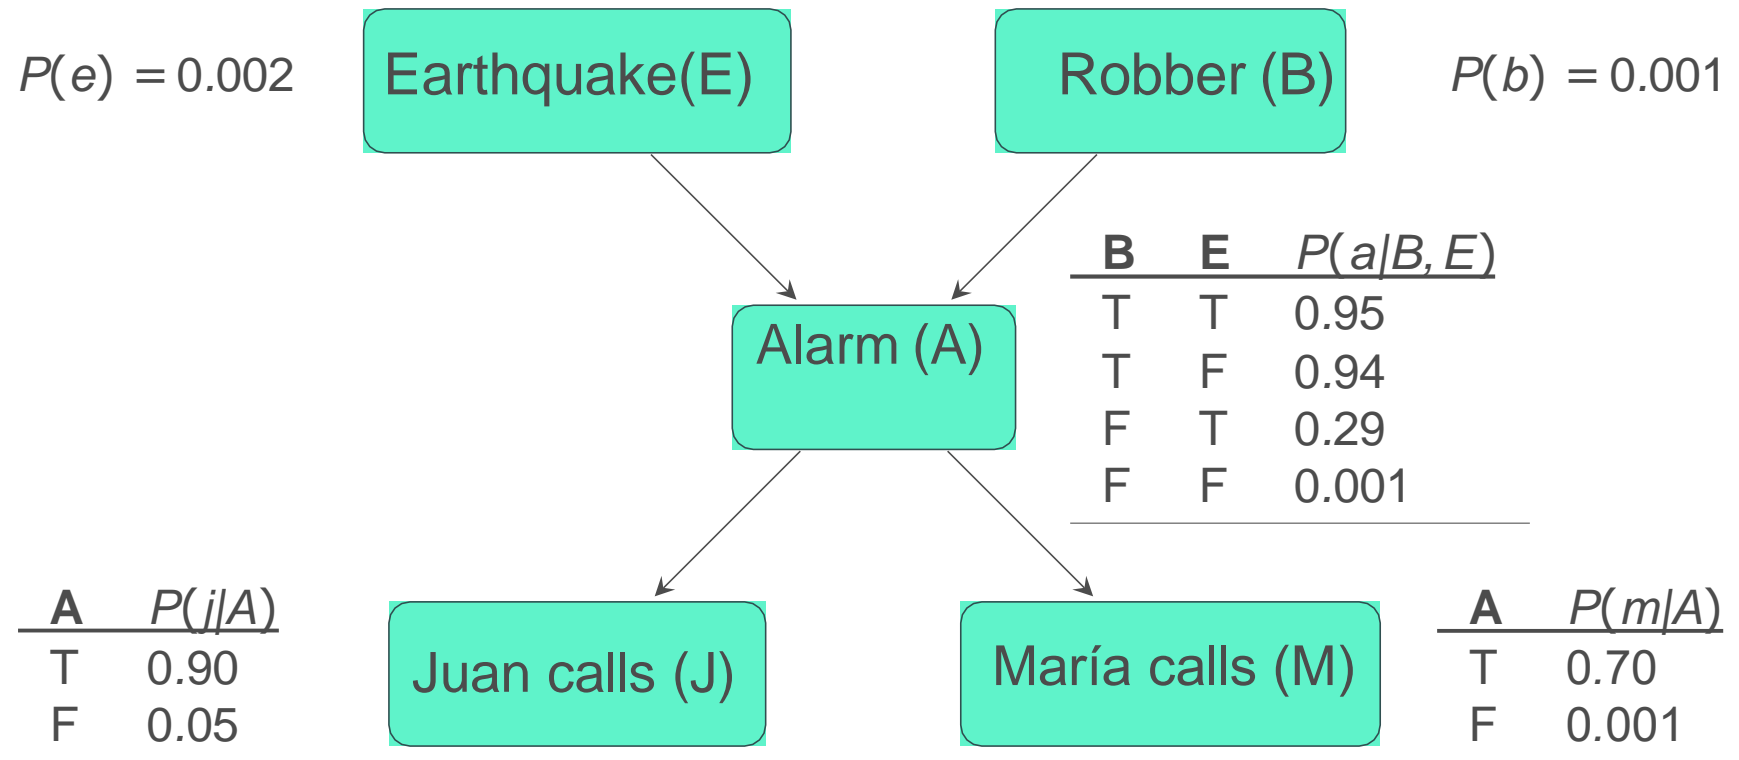 P(e) = 0.002
Earthquake(E)
Robber (B)
P(b) = 0.001
B E P(a|B, E)
T T 0.95
T F 0.94
F T 0.29
F F 0.001
Alarm (A)
A P(j|A)
T 0.90
F 0.05
Juan calls (J)
María calls (M)
A P(m|A)
T 0.70
F 0.001